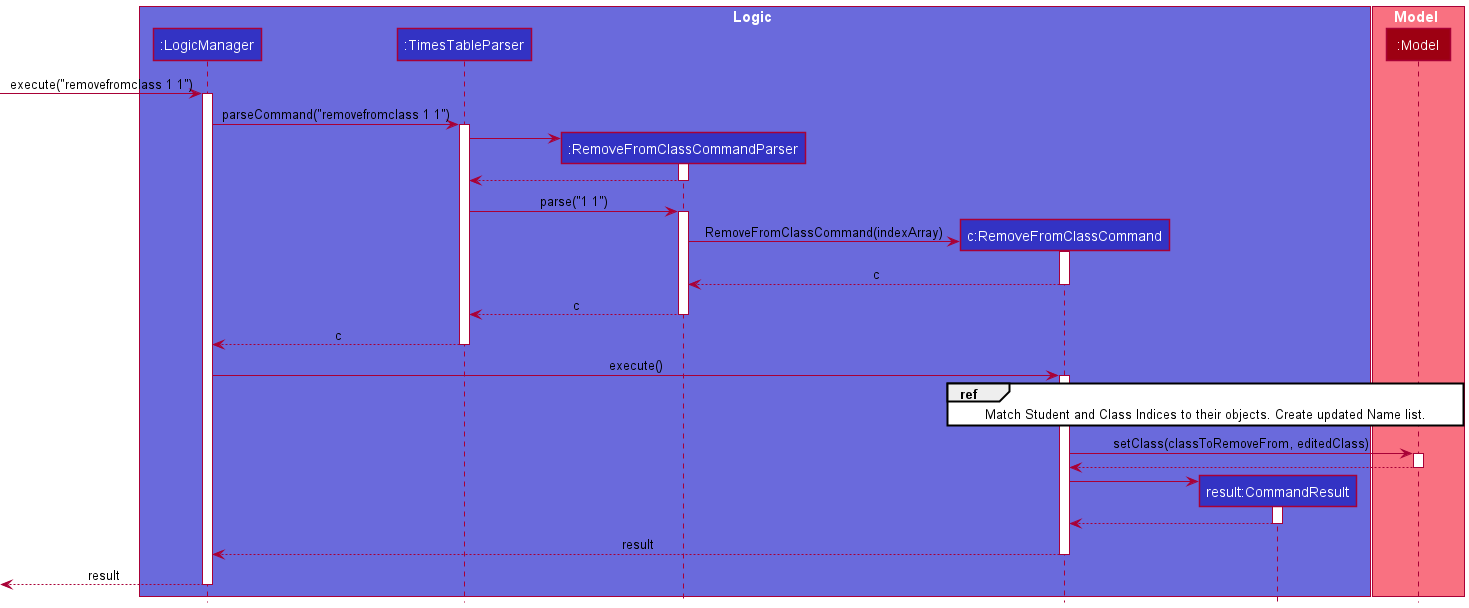 Logic
Model
:LogicManager
:TimesTableParser
:Model
execute("removefromclass 1 1")
parseCommand("removefromclass 1 1")
:RemoveFromClassCommandParser
parse("1 1")
RemoveFromClassCommand(indexArray)
c:RemoveFromClassCommand
c
c
c
execute()
ref
Match Student and Class Indices to their objects. Create updated Name list.
setClass(classToRemoveFrom, editedClass)
result:CommandResult
result
result